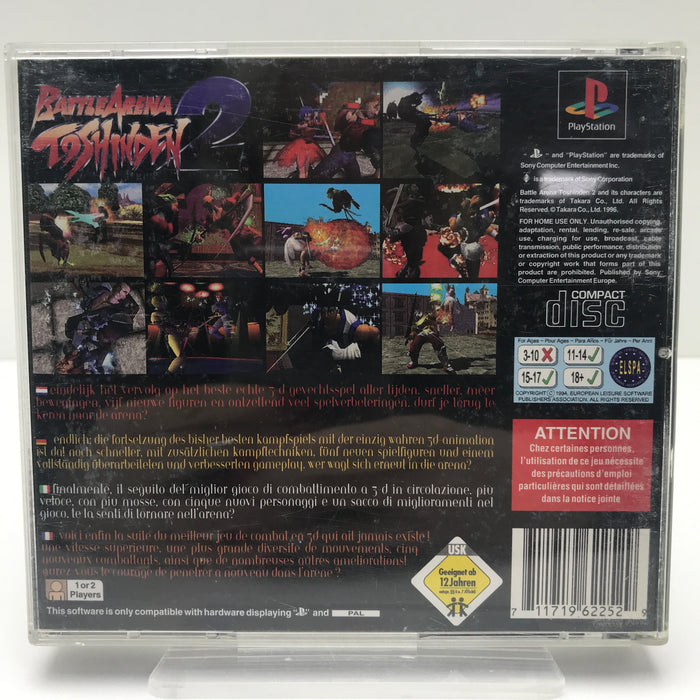 BATTLE ARENA
TOSHINDEN 2
PlayStation
and "PlayStation" are trademarks of
Sony Computer Entertainment Inc.
is a trademark of Sony Corporation
Battle Arena Toshinden 2 and its characters are
trademarks of Takara Co., Ltd. All Rights
Reserved. © Takara Co., Ltd. 1996.
FOR HOME USE ONLY. Unauthorised copying,
adaptation, rental, lending, re-sale, arcade
use, charging for use, broadcast, cable
transmission, public performance, distribution
or extraction of this product or any trademark
or copyright work that forms part of this
product are prohibited. Published by Sony
Computer Entertainment Europe.
COMPACT
disc
For Ages – Pour Ages – Para Años – Für Jahre – Per Anni
3-10 11-14
15-17 18+
ELSPA
COPYRIGHT © 1994, EUROPEAN LEISURE SOFTWARE
PUBLISHERS ASSOCIATION. ALL RIGHTS RESERVED
ATTENTION
Chez certaines personnes,
l'utilisation de ce jeu nécessite
des précautions d'emploi
particulières qui sont détaillées
dans la notice jointe
eindelijk het vervolg op het beste echte 3-d gevechtsspel aller tijden. sneller, meer
bewegingen, vijf nieuwe figuren en ontzettend veel spelverbeteringen. durf je terug te
keren naar de arena?
endlich: die fortsetzung des bisher besten kampfspiels mit der einzig wahren 3d-animation
ist da! noch schneller, mit zusätzlichen kampftechniken, fünf neuen spielfiguren und einem
vollständig überarbeiteten und verbesserten gameplay. wer wagt sich erneut in die arena?
finalmente, il seguito del miglior gioco di combattimento a 3-d in circolazione, piu
veloce, con piu mosse, con cinque nuovi personaggi e un sacco di miglioramenti nel
gioco. te la senti di tornare nell'arena?
voici enfin la suite du meilleur jeu de combat en 3d qui ait jamais existe!
une vitesse superieure, une plus grande diversite de mouvements, cinq
nouveaux combattants, ainsi que de nombreuses autres ameliorations!
aurez vous le courage de penetrer a nouveau dans l'arene?
1 or 2
Players
This software is only compatible with hardware displaying and PAL
USK
Geeignet ab
12 Jahren
7 11719 62252 9